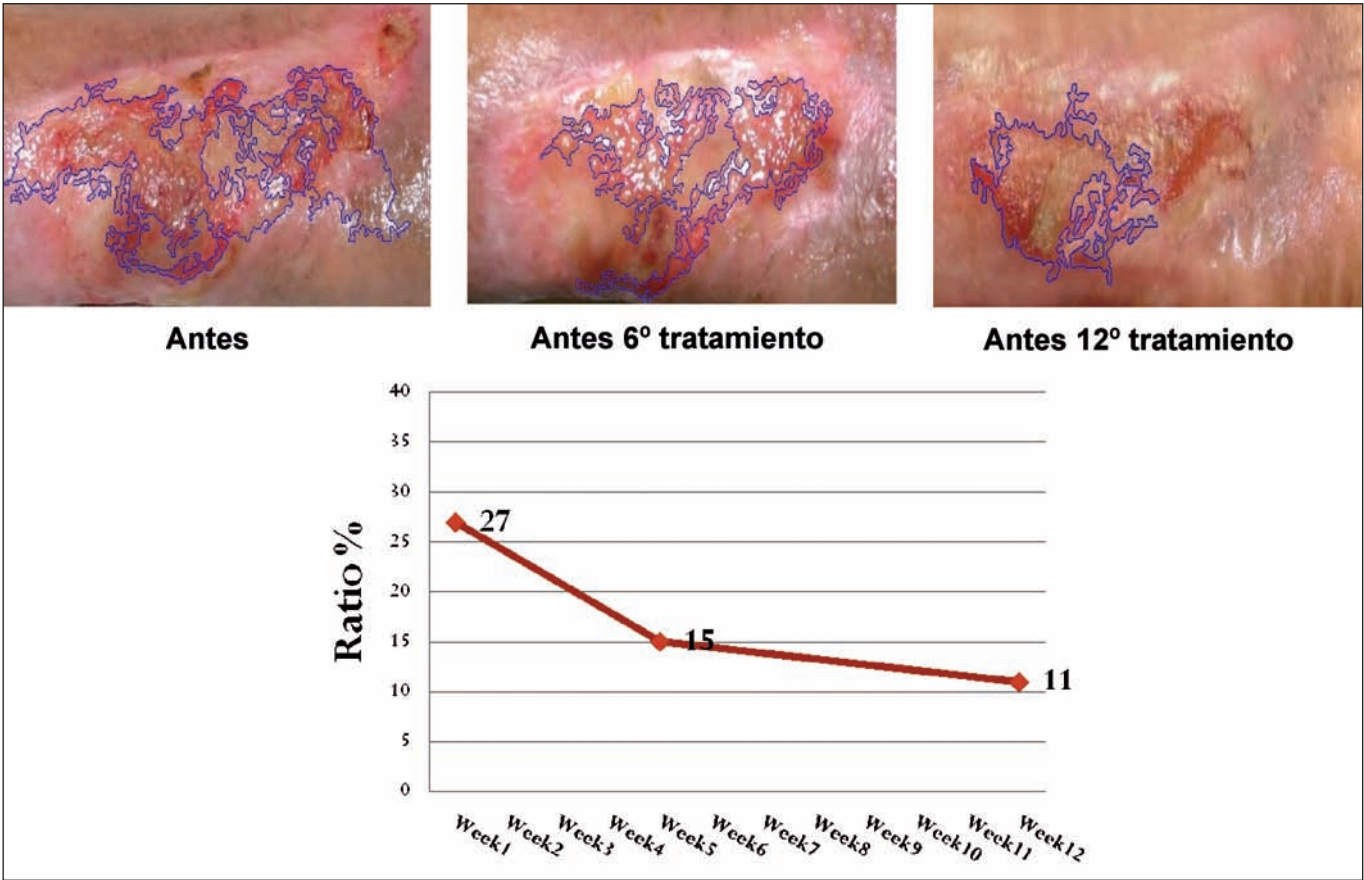 Antes
Antes 6º tratamiento
Antes 12º tratamiento
40
35
30
25
20
15
10
5
0
Ratio %
27
15
11
Week1
Week2
Week3
Week4
Week5
Week6
Week7
Week8
Week9
Week10
Week11
Week12